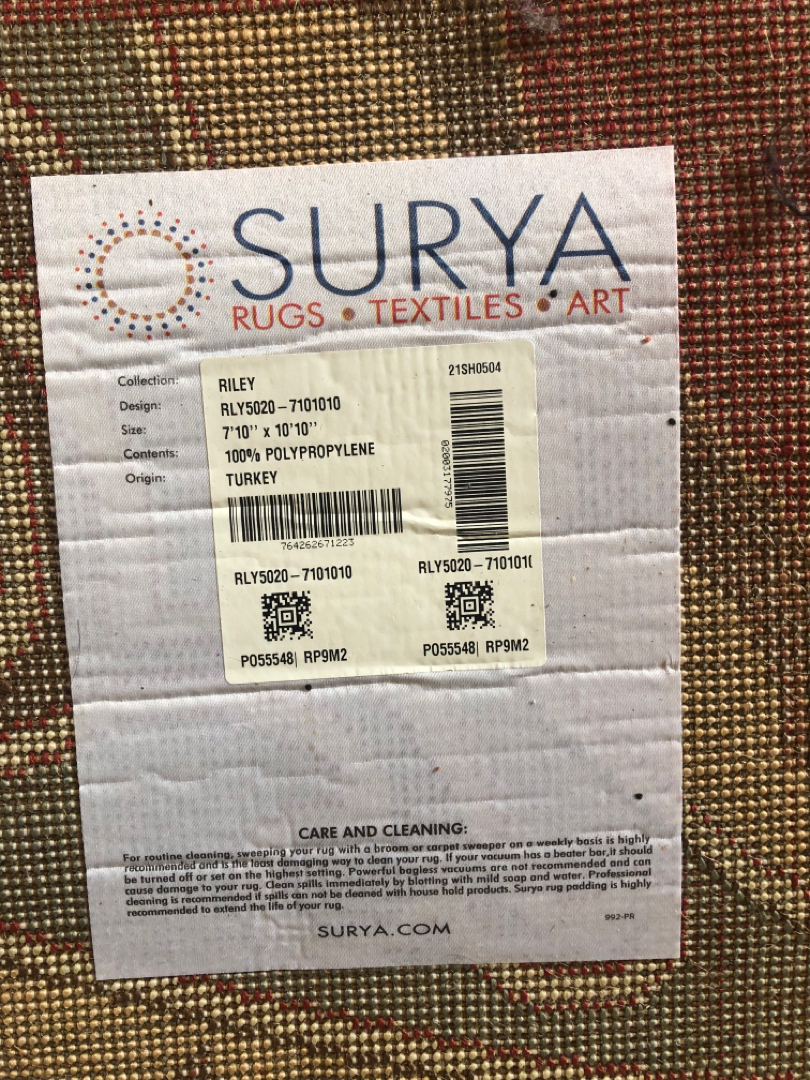 SURYA
RUGS • TEXTILES • ART
Collection: RILEY
Design: RLY5020-7101010
Size: 7'10'' x 10'10''
Contents: 100% POLYPROPYLENE
Origin: TURKEY
21SH0504
02003177975
764262671223
RLY5020-7101010
RLY5020-7101010
P055548| RP9M2
P055548| RP9M2
CARE AND CLEANING:
For routine cleaning, sweeping your rug with a broom or carpet sweeper on a weekly basis is highly
recommended and is the least damaging way to clean your rug. If your vacuum has a beater bar,it should
be turned off or set on the highest setting. Powerful bagless vacuums are not recommended and can
cause damage to your rug. Clean spills immediately by blotting with mild soap and water. Professional
cleaning is recommended if spills can not be cleaned with house hold products. Surya rug padding is highly
recommended to extend the life of your rug.
992-PR
SURYA.COM